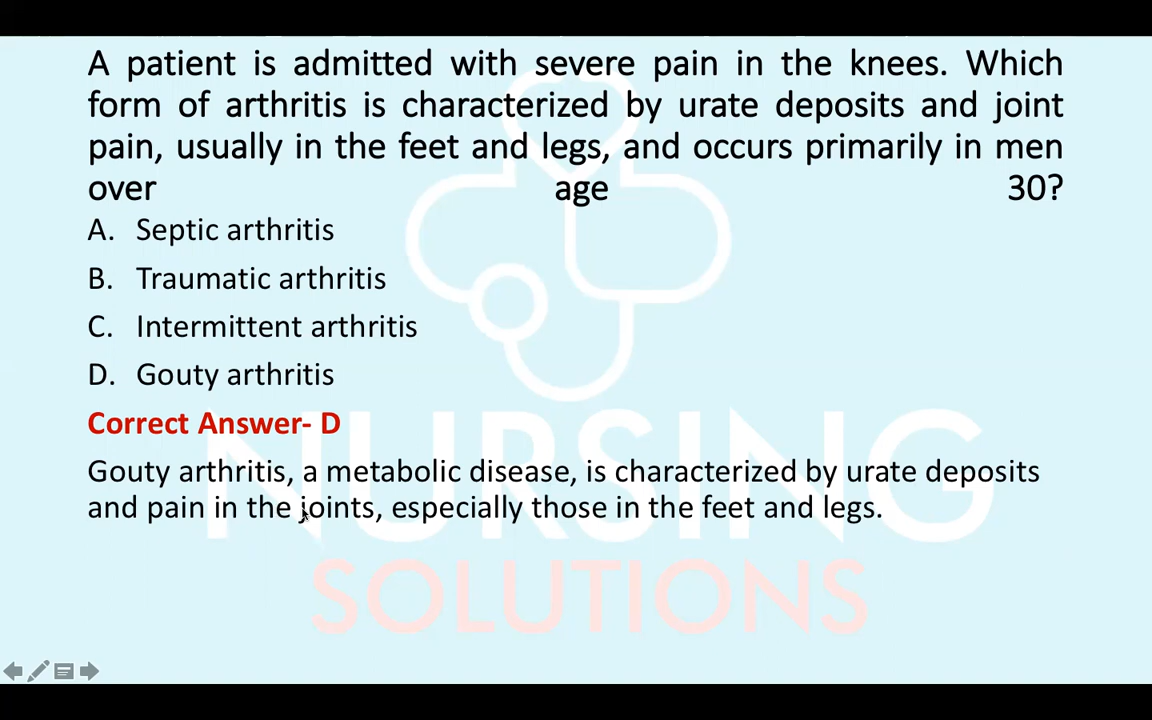 A patient is admitted with severe pain in the knees. Which
form of arthritis is characterized by urate deposits and joint
pain, usually in the feet and legs, and occurs primarily in men
over age 30?
A. Septic arthritis
B. Traumatic arthritis
C. Intermittent arthritis
D. Gouty arthritis
Correct Answer- D
Gouty arthritis, a metabolic disease, is characterized by urate deposits
and pain in the joints, especially those in the feet and legs.
NURSING
SOLUTIONS